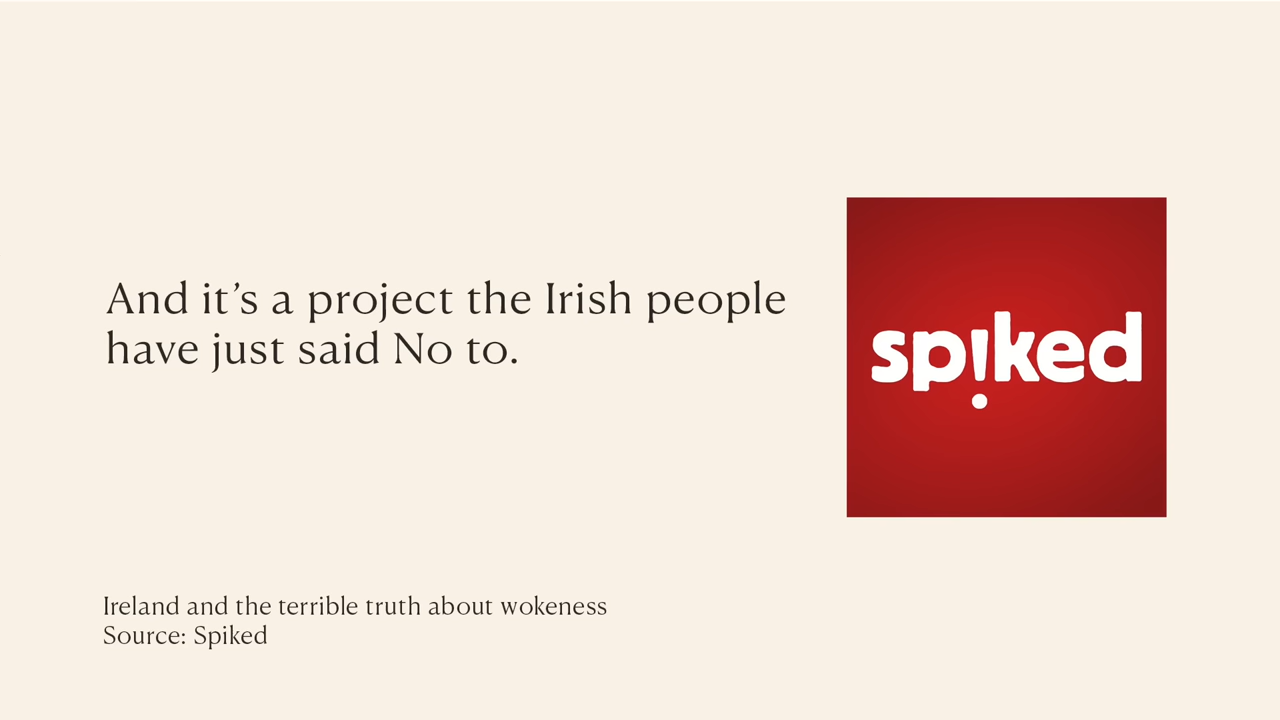 And it’s a project the Irish people
have just said No to.
spiked
Ireland and the terrible truth about wokeness
Source: Spiked